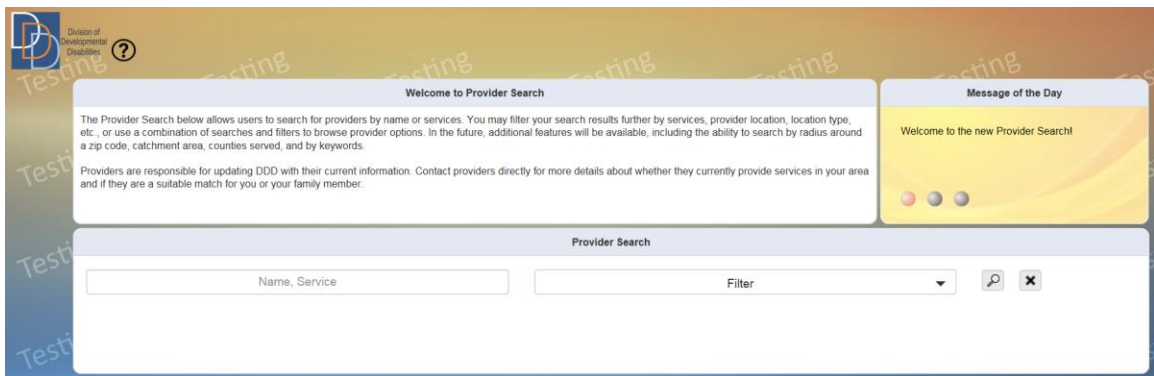 Division of
Developmental
Disabilities
?
Testing
Testing
Testing
Testing
Testing
Testing
Welcome to Provider Search
The Provider Search below allows users to search for providers by name or services. You may filter your search results further by services, provider location, location type,
etc., or use a combination of searches and filters to browse provider options. In the future, additional features will be available, including the ability to search by radius around
a zip code, catchment area, counties served, and by keywords.
Providers are responsible for updating DDD with their current information. Contact providers directly for more details about whether they currently provide services in your area
and if they are a suitable match for you or your family member.
Message of the Day
Welcome to the new Provider Search!
Testi
Provider Search
Testi
Name, Service
Filter
Testi